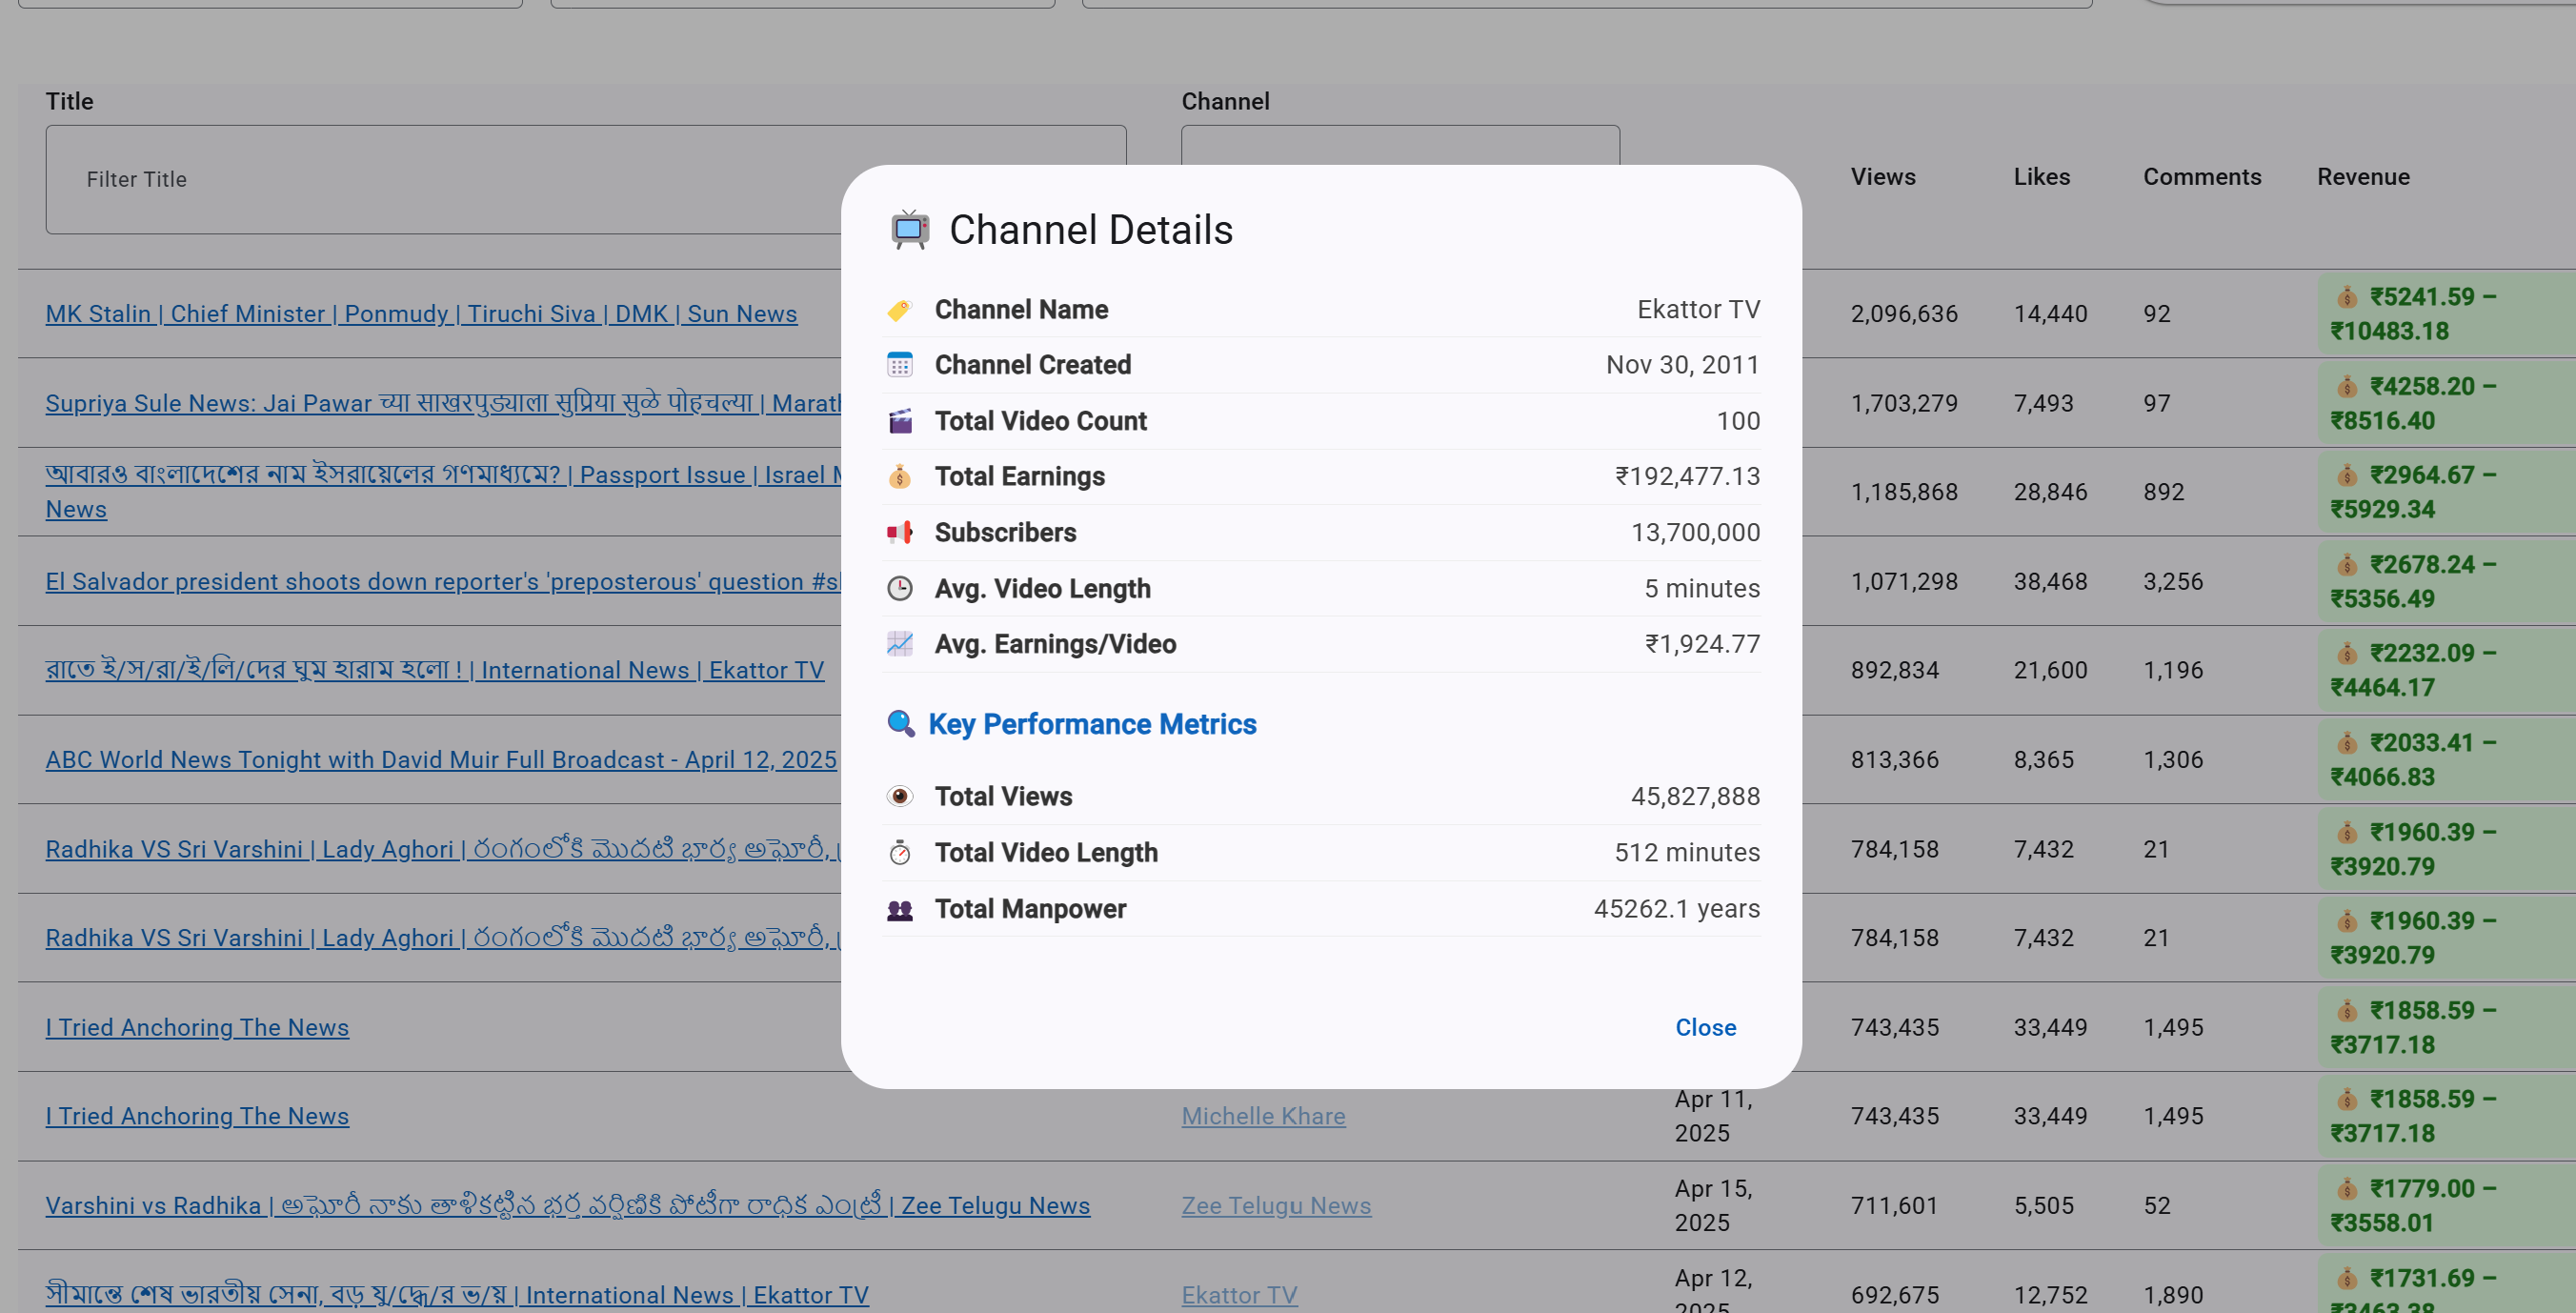 Title
Channel
Filter Title
Views
Likes
Comments
Revenue
Channel Details
Channel Name
Ekattor TV
Channel Created
Nov 30, 2011
Total Video Count
100
Total Earnings
₹192,477.13
Subscribers
13,700,000
Avg. Video Length
5 minutes
Avg. Earnings/Video
₹1,924.77
Key Performance Metrics
Total Views
45,827,888
Total Video Length
512 minutes
Total Manpower
45262.1 years
Close
MK Stalin | Chief Minister | Ponmudy | Tiruchi Siva | DMK | Sun News
2,096,636
14,440
92
₹5241.59 –
₹10483.18
Supriya Sule News: Jai Pawar च्या साखरपुड्याला सुप्रिया सुळे पोहचल्या |
1,703,279
7,493
97
₹4258.20 –
₹8516.40
আবারও বাংলাদেশের নাম ইসরায়েলের গণমাধ্যমে? | Passport Issue | Israel
News
1,185,868
28,846
892
₹2964.67 –
₹5929.34
El Salvador president shoots down reporter's 'preposterous' question
1,071,298
38,468
3,256
₹2678.24 –
₹5356.49
রাতে ই/স/রা/ই/লি/দের ঘুম হারাম হলো ! | International News | Ekattor TV
892,834
21,600
1,196
₹2232.09 –
₹4464.17
ABC World News Tonight with David Muir Full Broadcast - April 12, 2025
813,366
8,365
1,306
₹2033.41 –
₹4066.83
Radhika VS Sri Varshini | Lady Aghori | రంగంలోకి మొదటి భార్య అఘోరీ,
784,158
7,432
21
₹1960.39 –
₹3920.79
Radhika VS Sri Varshini | Lady Aghori | రంగంలోకి మొదటి భార్య అఘోరీ,
784,158
7,432
21
₹1960.39 –
₹3920.79
I Tried Anchoring The News
743,435
33,449
1,495
₹1858.59 –
₹3717.18
I Tried Anchoring The News
Michelle Khare
Apr 11,
2025
743,435
33,449
1,495
₹1858.59 –
₹3717.18
Varshini vs Radhika | అఘోరీ నాకు తాళికట్టిన భర్త వర్షిణికి పోటీగా రాధిక ఎంట్రీ | Zee Telugu News
Zee Telugu News
Apr 15,
2025
711,601
5,505
52
₹1779.00 –
₹3558.01
সীমান্তে শেষ ভারতীয় সেনা, বড় যু/দ্ধে/র ভ/য় | International News | Ekattor TV
Ekattor TV
Apr 12,
2025
692,675
12,752
1,890
₹1731.69 –
₹3463.38